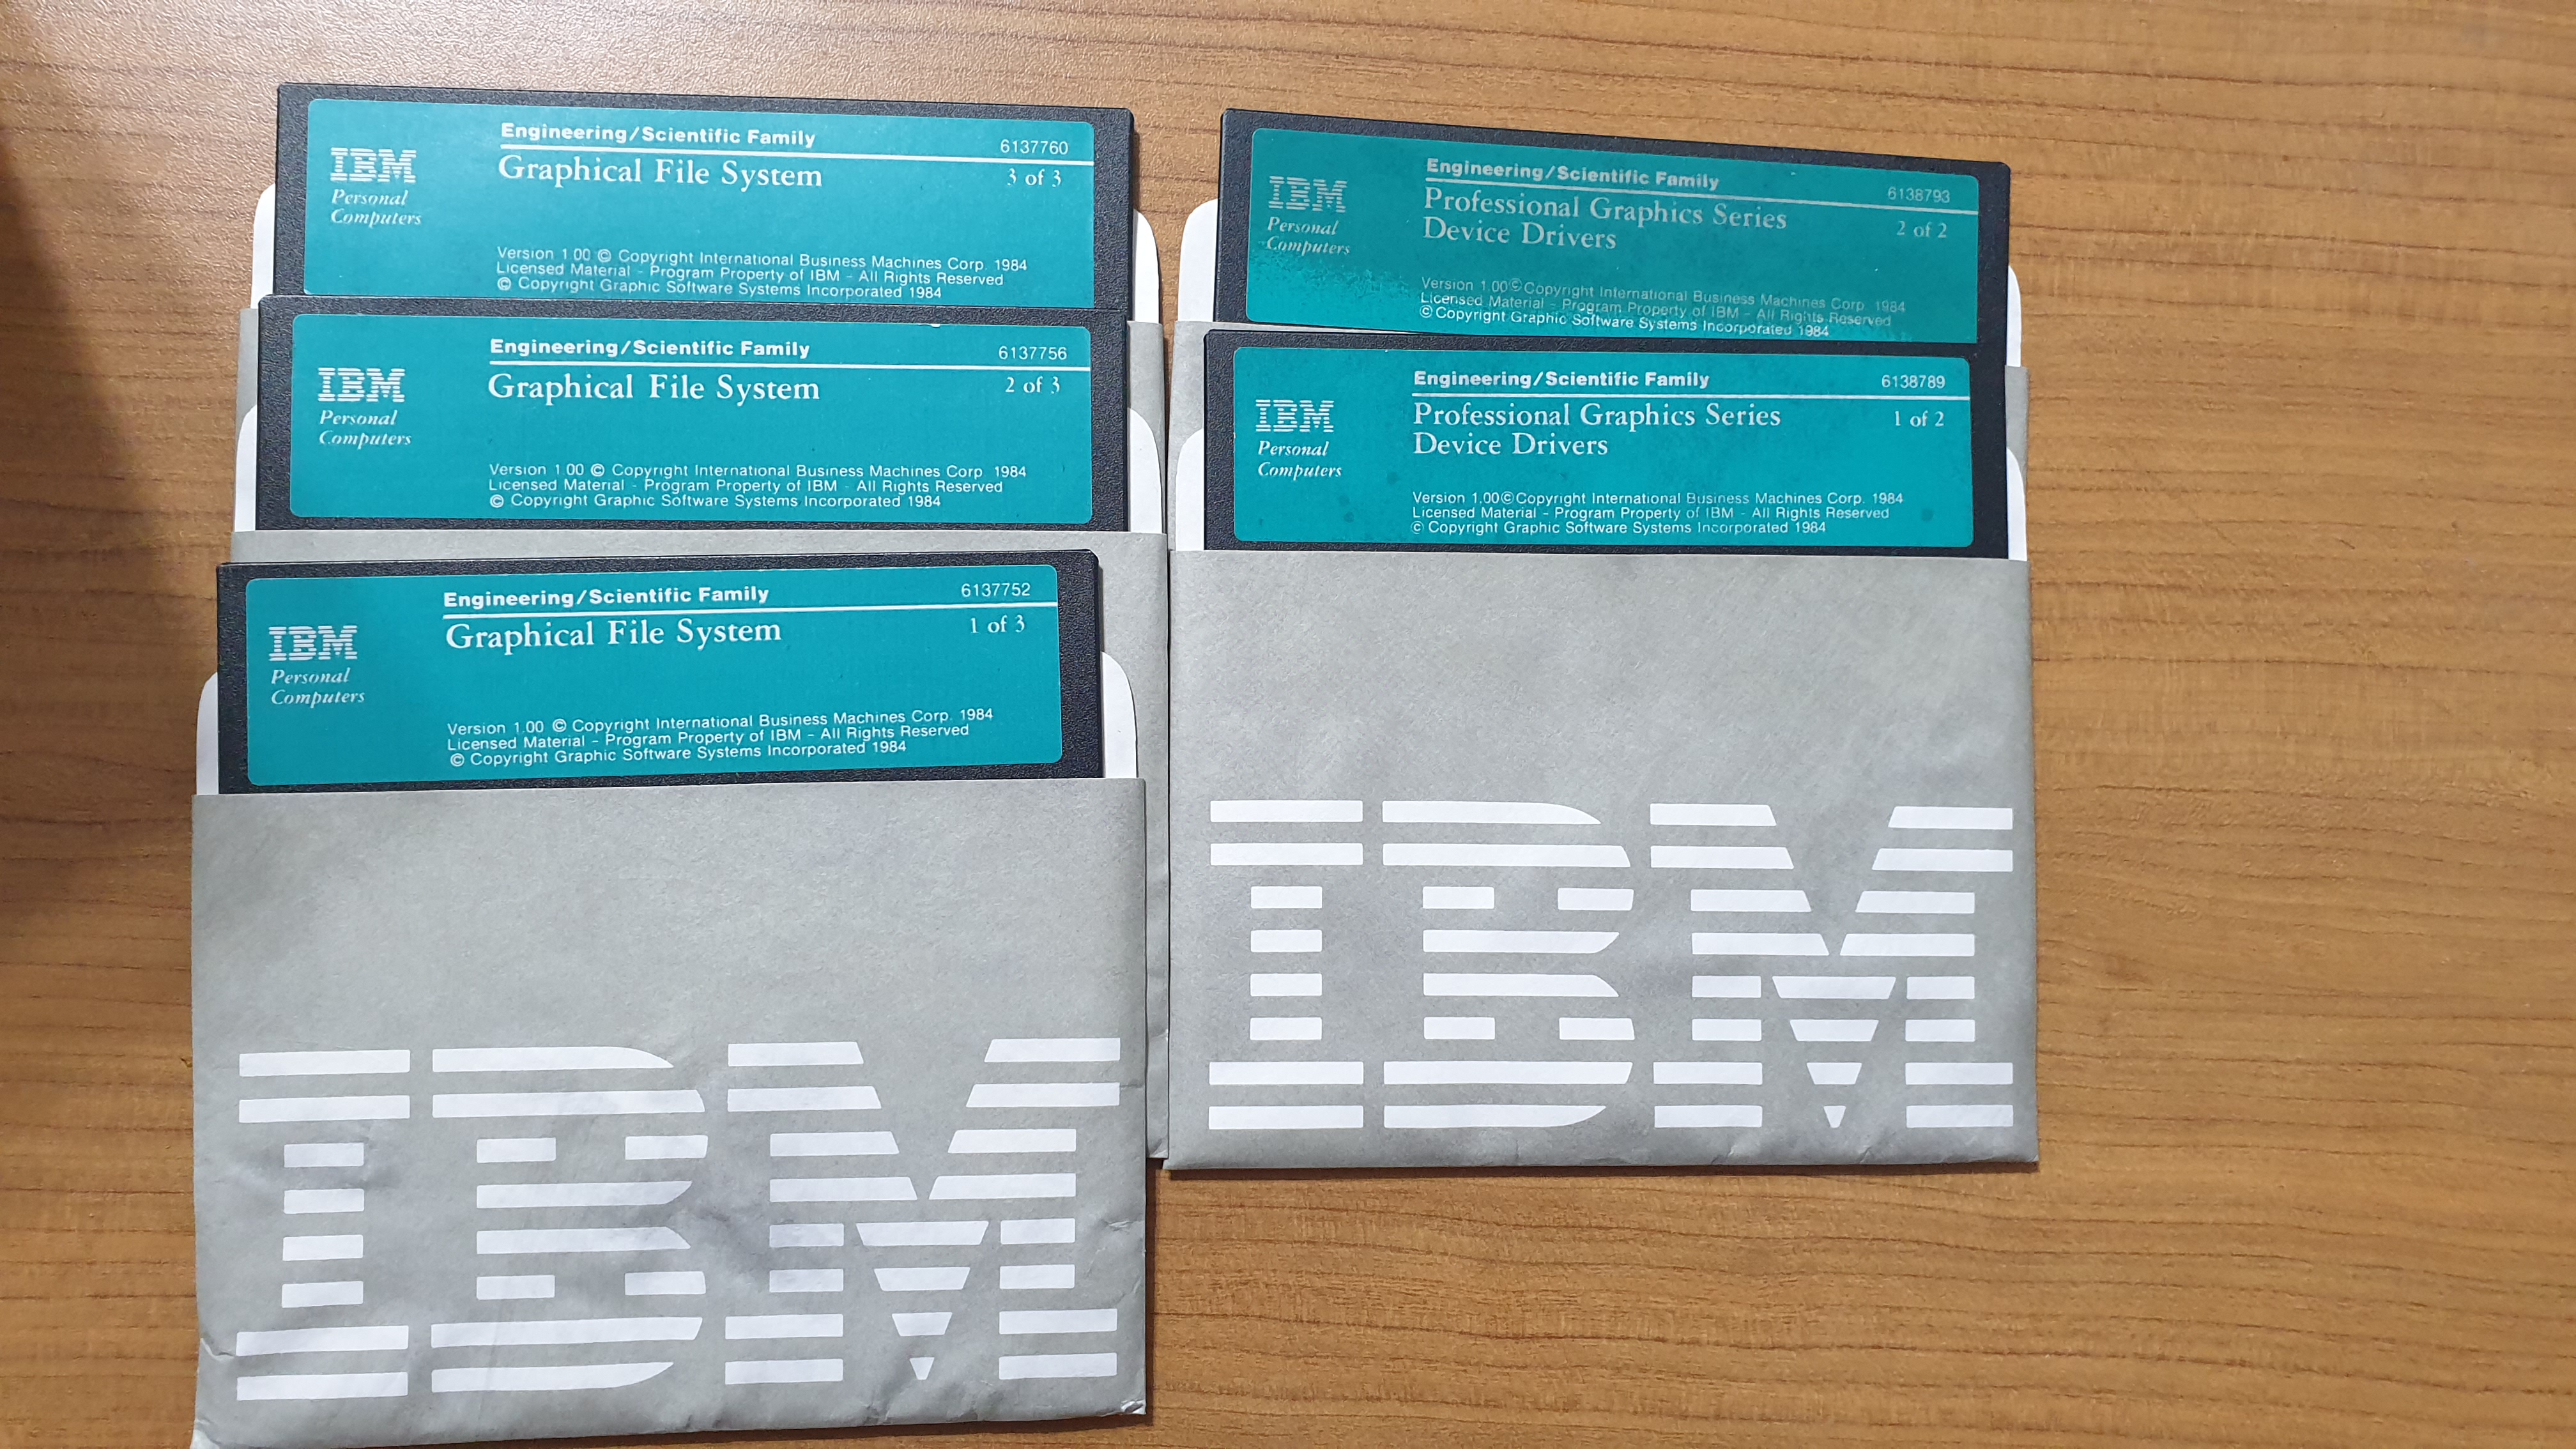 Engineering/Scientific Family
6137760
IBM
Personal
Computers
Graphical File System
3 of 3
Version 1.00 © Copyright International Business Machines Corp. 1984
Licensed Material - Program Property of IBM - All Rights Reserved
© Copyright Graphic Software Systems Incorporated 1984
Engineering/Scientific Family
6137756
IBM
Personal
Computers
Graphical File System
2 of 3
Version 1.00 © Copyright International Business Machines Corp. 1984
Licensed Material - Program Property of IBM - All Rights Reserved
© Copyright Graphic Software Systems Incorporated 1984
Engineering/Scientific Family
6137752
IBM
Personal
Computers
Graphical File System
1 of 3
Version 1.00 © Copyright International Business Machines Corp. 1984
Licensed Material - Program Property of IBM - All Rights Reserved
© Copyright Graphic Software Systems Incorporated 1984
IBM
Engineering/Scientific Family
6138793
IBM
Personal
Computers
Professional Graphics Series
Device Drivers
2 of 2
Version 1.00 © Copyright International Business Machines Corp. 1984
Licensed Material - Program Property of IBM - All Rights Reserved
© Copyright Graphic Software Systems Incorporated 1984
Engineering/Scientific Family
6138789
IBM
Personal
Computers
Professional Graphics Series
Device Drivers
1 of 2
Version 1.00 © Copyright International Business Machines Corp. 1984
Licensed Material - Program Property of IBM - All Rights Reserved
© Copyright Graphic Software Systems Incorporated 1984
IBM